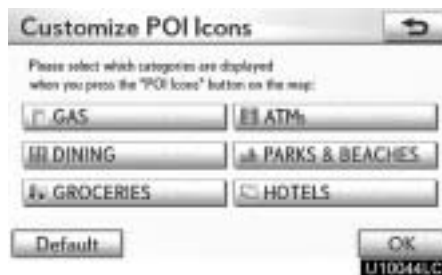 Customize POI Icons
Please select which categories are displayed
when you press the "POI Icons" button on the map:
GAS
ATMs
DINING
PARKS & BEACHES
GROCERIES
HOTELS
Default
OK
U10044LC